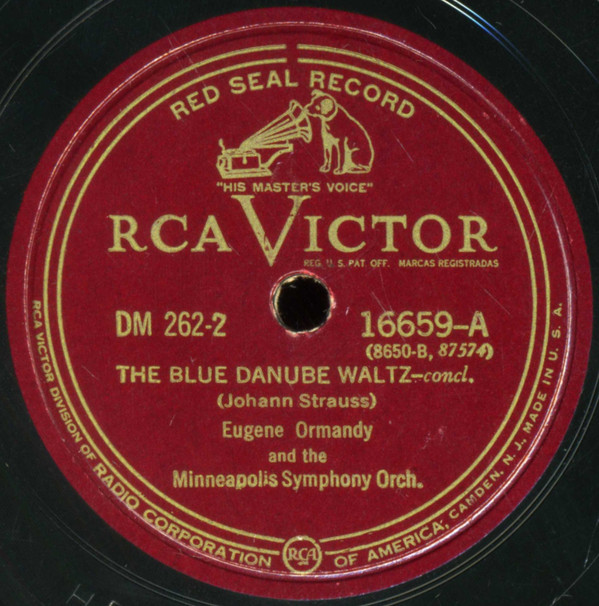 RED SEAL RECORD
"HIS MASTER'S VOICE"
RCA VICTOR
REG. U. S. PAT. OFF. MARCAS REGISTRADAS
DM 262-2
16659-A
(8650-B, 87574)
THE BLUE DANUBE WALTZ-concl.
(Johann Strauss)
Eugene Ormandy
and the
Minneapolis Symphony Orch.
RCA VICTOR DIVISION OF RADIO CORPORATION OF AMERICA, CAMDEN, N. J., MADE IN U. S. A.
RCA